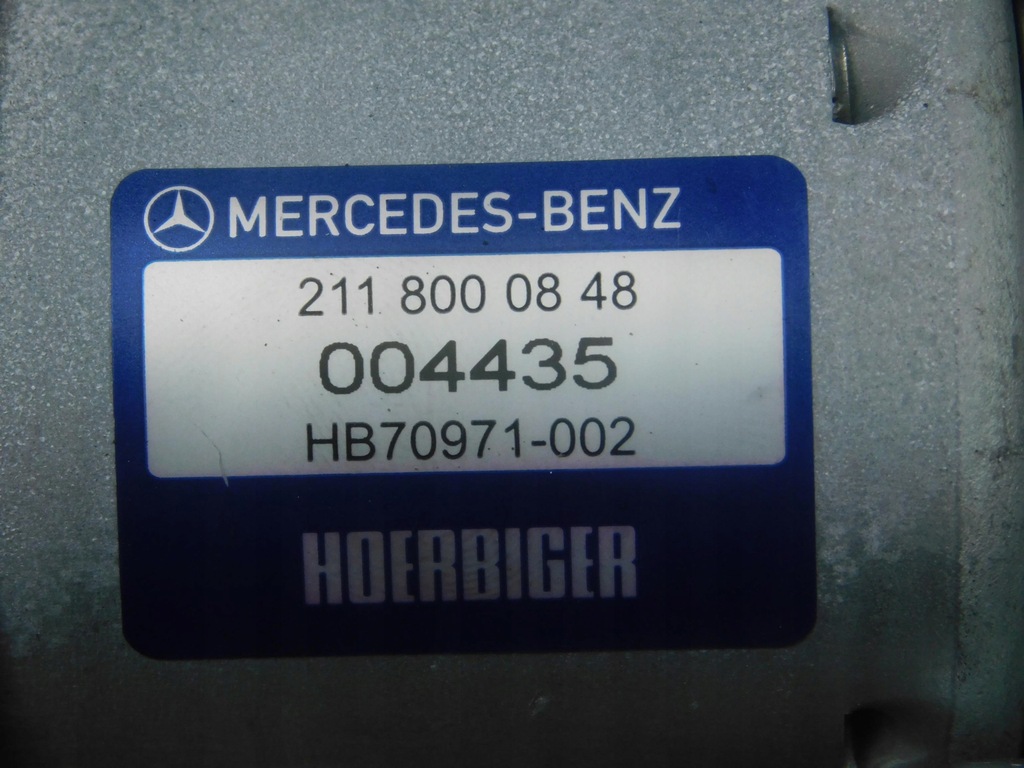 MERCEDES-BENZ
211 800 08 48
004435
HB70971-002
HOERBIGER